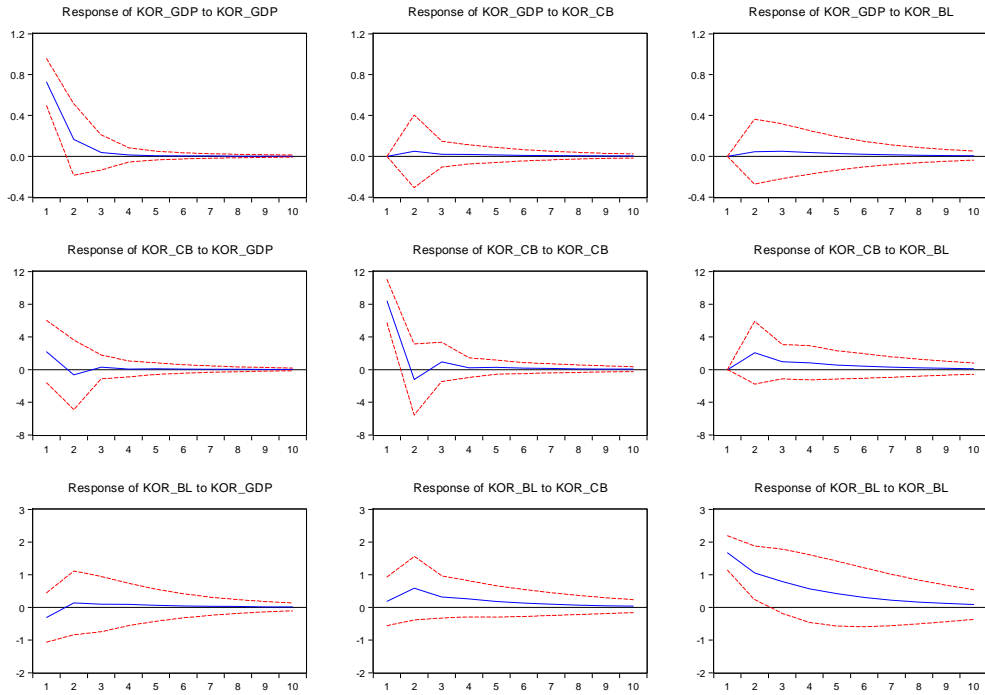 Response of KOR_GDP to KOR_GDP
1.2
0.8
0.4
0.0
-0.4
1 2 3 4 5 6 7 8 9 10
Response of KOR_GDP to KOR_CB
1.2
0.8
0.4
0.0
-0.4
1 2 3 4 5 6 7 8 9 10
Response of KOR_GDP to KOR_BL
1.2
0.8
0.4
0.0
-0.4
1 2 3 4 5 6 7 8 9 10
Response of KOR_CB to KOR_GDP
12
8
4
0
-4
-8
1 2 3 4 5 6 7 8 9 10
Response of KOR_CB to KOR_CB
12
8
4
0
-4
-8
1 2 3 4 5 6 7 8 9 10
Response of KOR_CB to KOR_BL
12
8
4
0
-4
-8
1 2 3 4 5 6 7 8 9 10
Response of KOR_BL to KOR_GDP
3
2
1
0
-1
-2
1 2 3 4 5 6 7 8 9 10
Response of KOR_BL to KOR_CB
3
2
1
0
-1
-2
1 2 3 4 5 6 7 8 9 10
Response of KOR_BL to KOR_BL
3
2
1
0
-1
-2
1 2 3 4 5 6 7 8 9 10